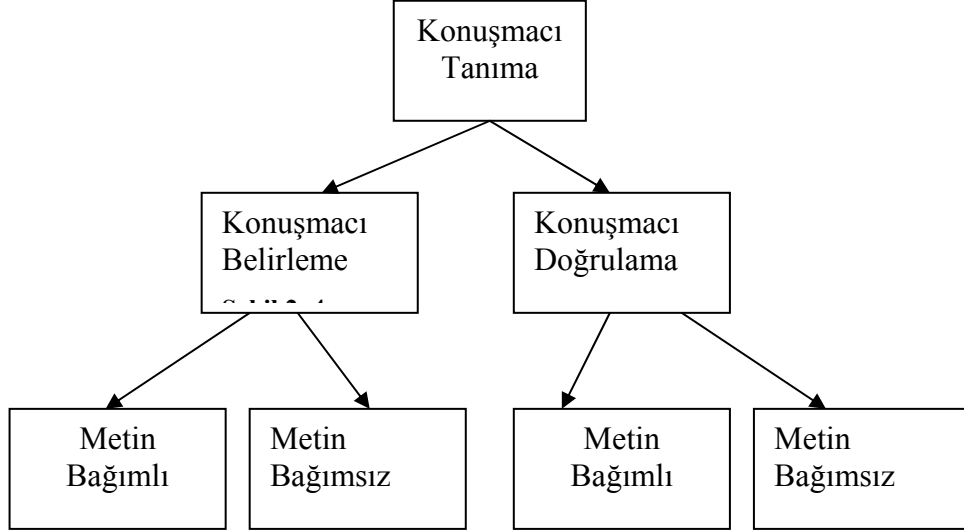 Konuşmacı
Tanıma
Konuşmacı
Belirleme
Konuşmacı
Doğrulama
Metin
Bağımlı
Metin
Bağımsız
Metin
Bağımlı
Metin
Bağımsız